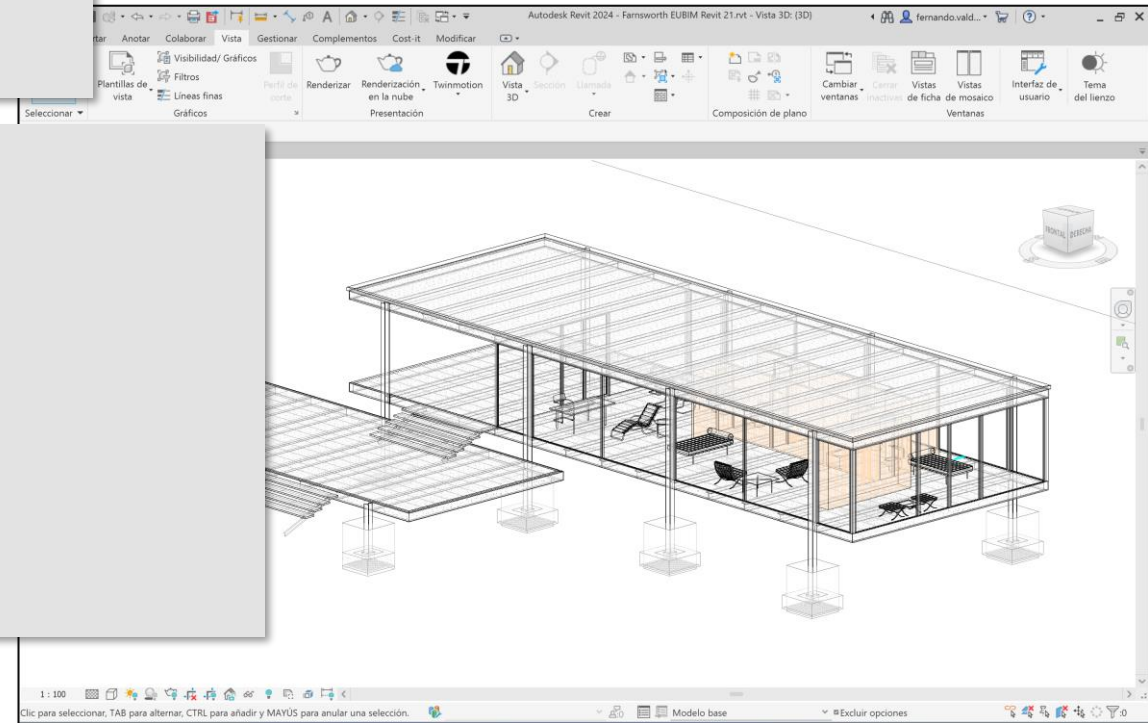 Autodesk Revit 2024 - Farnsworth EUBIM Revit 21.rvt - Vista 3D: {3D}
fernando.vald...
Anotar Colaborar Vista Gestionar Complementos Cost-it Modificar
Plantillas de vista
Visibilidad/ Gráficos
Filtros
Líneas finas
Perfil de corte
Renderizar
Renderización en la nube
Twinmotion
Vista 3D
Sección
Llamada
Cambiar ventanas
Cerrar inactivas
Vistas de ficha
Vistas de mosaico
Interfaz de usuario
Tema del lienzo
Seleccionar
Gráficos
Presentación
Crear
Composición de plano
Ventanas
FRONTAL
DERECHA
1 : 100
Clic para seleccionar, TAB para alternar, CTRL para añadir y MAYÚS para anular una selección.
Modelo base
Excluir opciones
:0